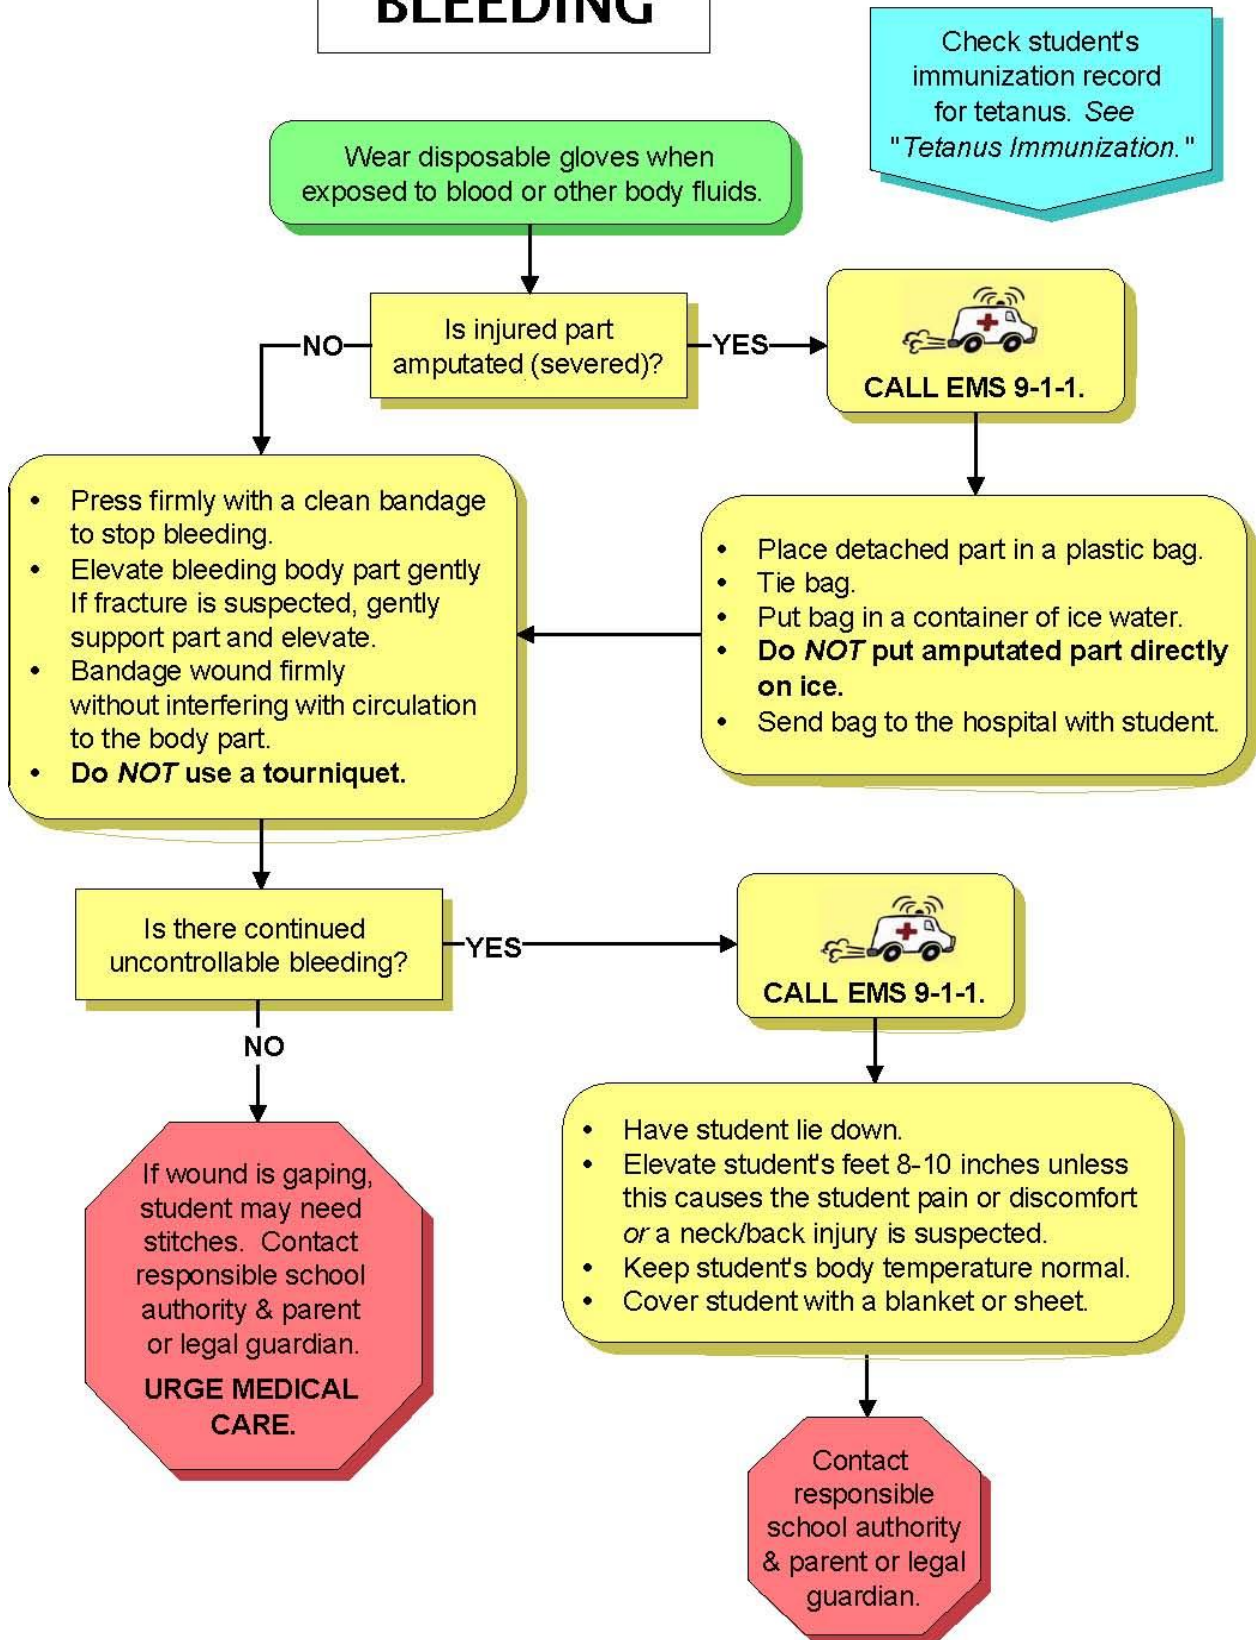 BLEEDING
Check student's
immunization record
for tetanus. See
"Tetanus Immunization."
Wear disposable gloves when
exposed to blood or other body fluids.
Is injured part
amputated (severed)?
NO
YES
CALL EMS 9-1-1.
• Press firmly with a clean bandage
to stop bleeding.
• Elevate bleeding body part gently
If fracture is suspected, gently
support part and elevate.
• Bandage wound firmly
without interfering with circulation
to the body part.
• Do NOT use a tourniquet.
• Place detached part in a plastic bag.
• Tie bag.
• Put bag in a container of ice water.
• Do NOT put amputated part directly
on ice.
• Send bag to the hospital with student.
Is there continued
uncontrollable bleeding?
YES
CALL EMS 9-1-1.
NO
If wound is gaping,
student may need
stitches. Contact
responsible school
authority & parent
or legal guardian.
URGE MEDICAL
CARE.
• Have student lie down.
• Elevate student's feet 8-10 inches unless
this causes the student pain or discomfort
or a neck/back injury is suspected.
• Keep student's body temperature normal.
• Cover student with a blanket or sheet.
Contact
responsible
school authority
& parent or legal
guardian.